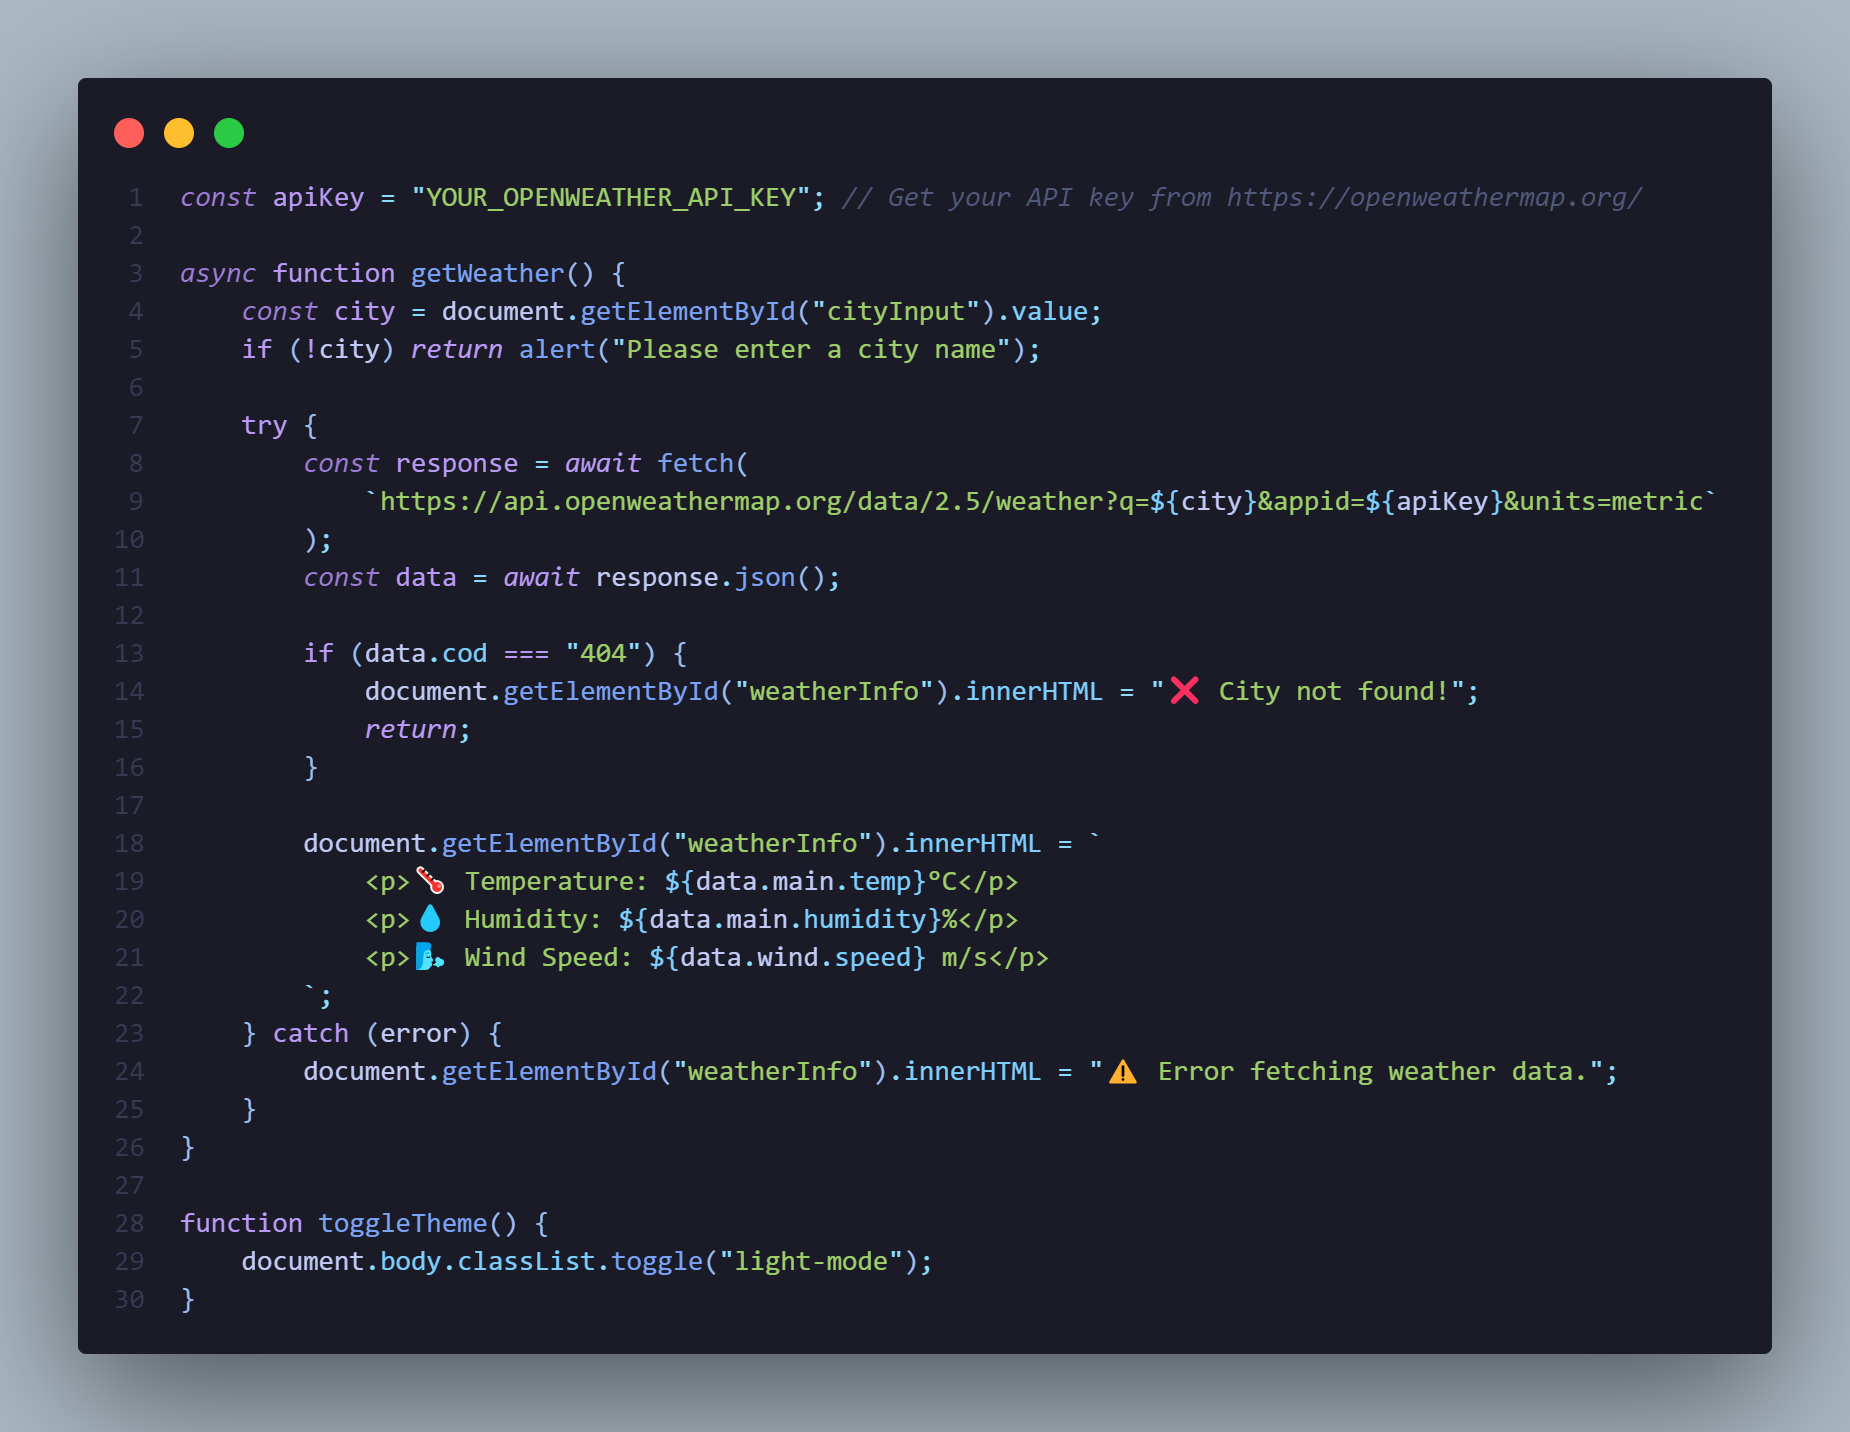 1 const apiKey = "YOUR_OPENWEATHER_API_KEY"; // Get your API key from https://openweathermap.org/
2
3 async function getWeather() {
4     const city = document.getElementById("cityInput").value;
5     if (!city) return alert("Please enter a city name");
6
7     try {
8         const response = await fetch(
9             `https://api.openweathermap.org/data/2.5/weather?q=${city}&appid=${apiKey}&units=metric`
10         );
11         const data = await response.json();
12
13         if (data.cod === "404") {
14             document.getElementById("weatherInfo").innerHTML = "❌ City not found!";
15             return;
16         }
17
18         document.getElementById("weatherInfo").innerHTML = `
19             <p>🌡️ Temperature: ${data.main.temp}°C</p>
20             <p>💧 Humidity: ${data.main.humidity}%</p>
21             <p>🌬️ Wind Speed: ${data.wind.speed} m/s</p>
22         `;
23     } catch (error) {
24         document.getElementById("weatherInfo").innerHTML = "⚠️ Error fetching weather data.";
25     }
26 }
27
28 function toggleTheme() {
29     document.body.classList.toggle("light-mode");
30 }